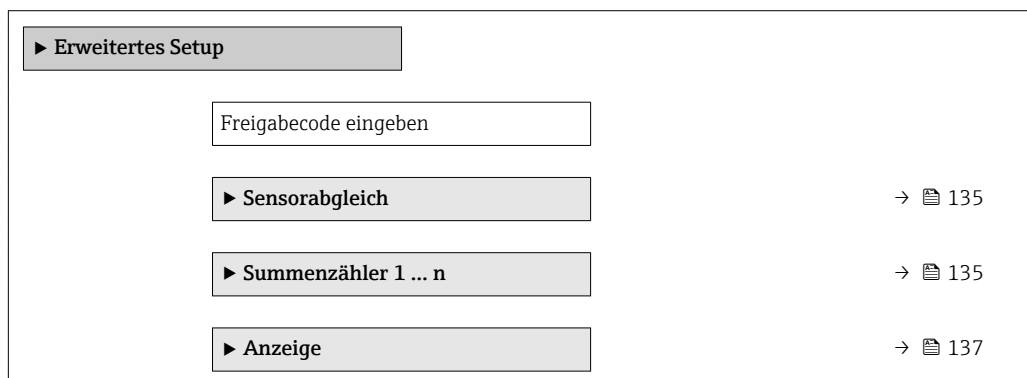 ▶ Erweitertes Setup
Freigabecode eingeben
▶ Sensorabgleich → 135
▶ Summenzähler 1 … n → 135
▶ Anzeige → 137